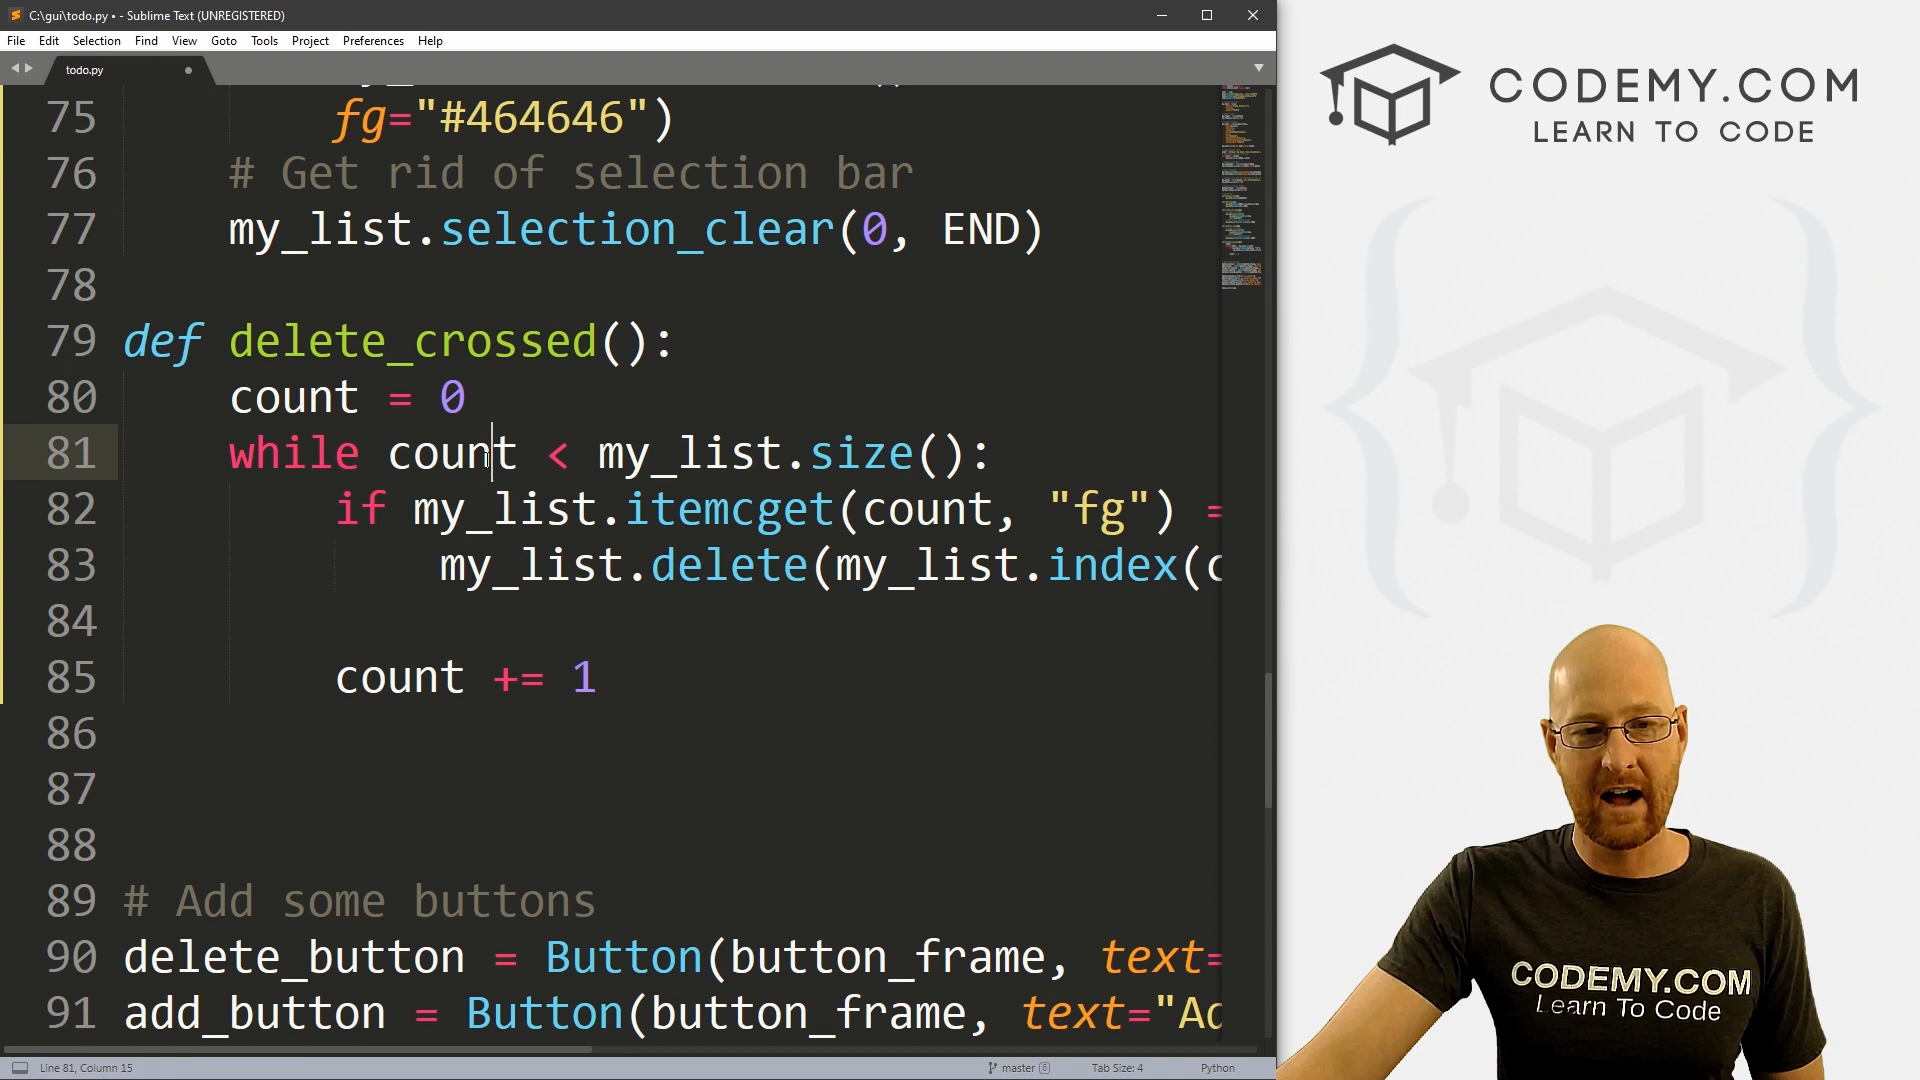 C:\gui\todo.py • - Sublime Text (UNREGISTERED)
File Edit Selection Find View Goto Tools Project Preferences Help
todo.py
75 fg="#464646")
76 # Get rid of selection bar
77 my_list.selection_clear(0, END)
78
79 def delete_crossed():
80 count = 0
81 while count < my_list.size():
82 if my_list.itemcget(count, "fg") =
83 my_list.delete(my_list.index(c
84
85 count += 1
86
87
88
89 # Add some buttons
90 delete_button = Button(button_frame, text=
91 add_button = Button(button_frame, text="Ad
Line 81, Column 15
master 6
Tab Size: 4
Python
CODEMY.COM
LEARN TO CODE
CODEMY.COM
Learn To Code